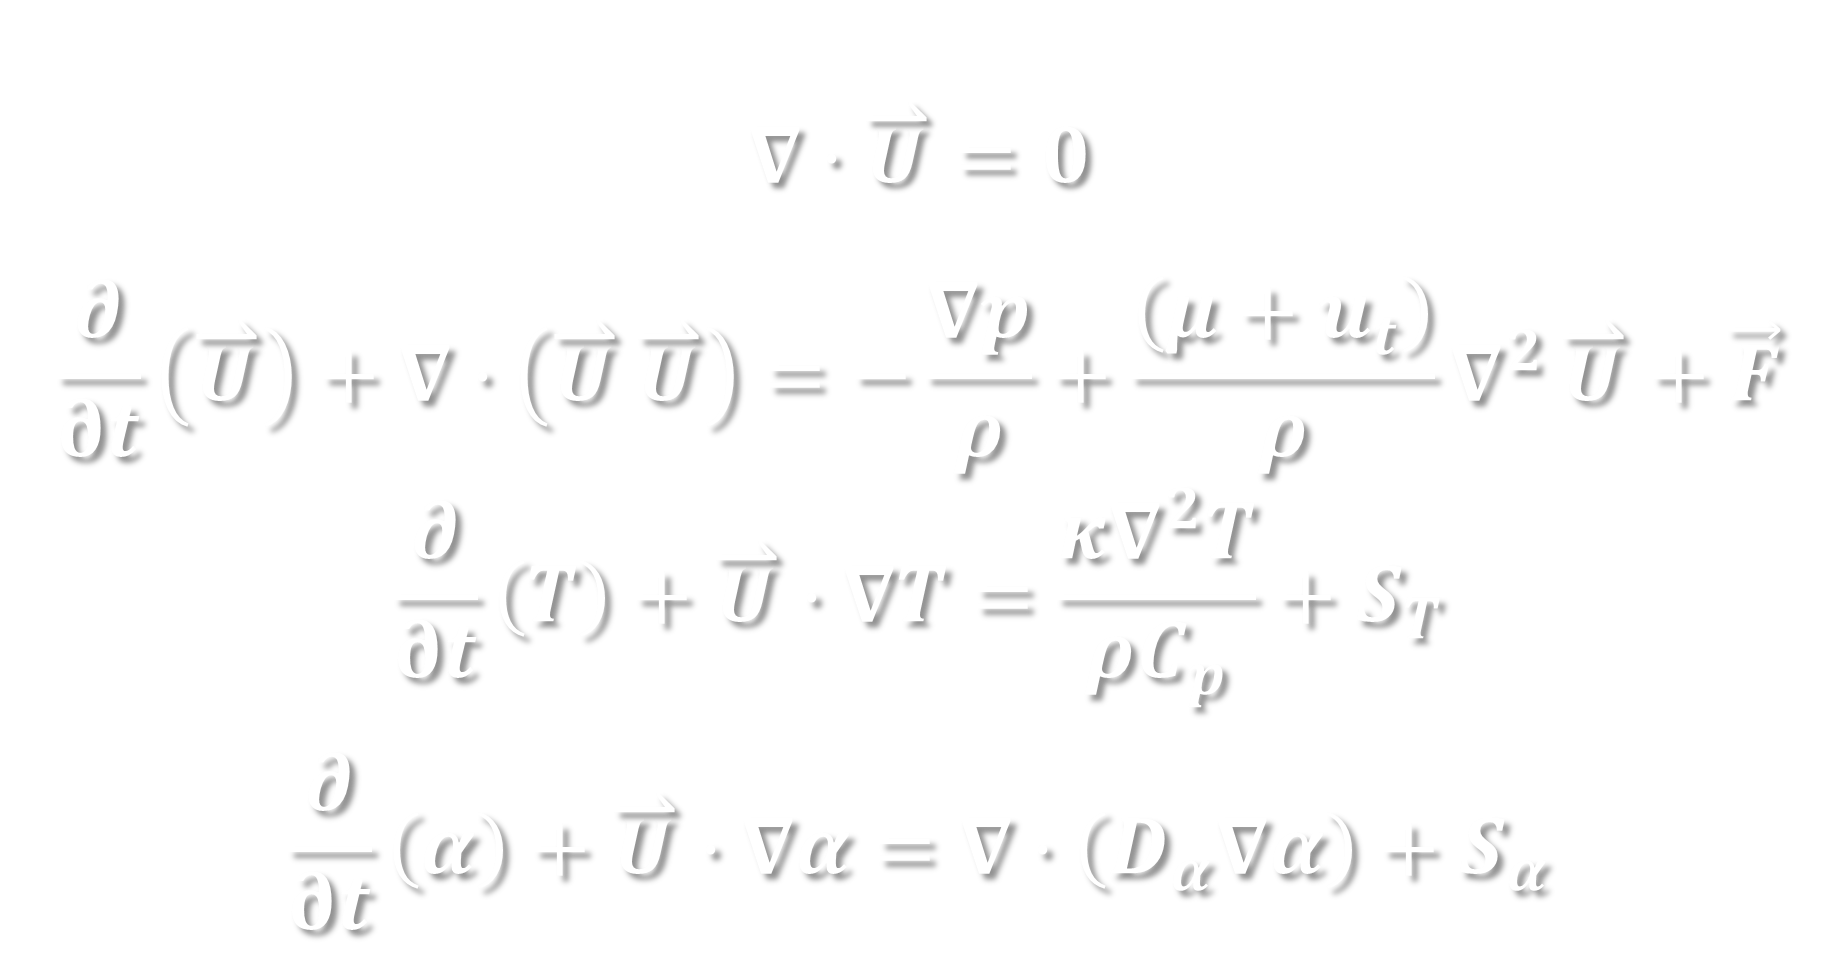 ∇ · U⃗ = 0
∂/∂t (U⃗) + ∇ · (U⃗ U⃗) = − ∇p/ρ + (μ + u_t)/ρ ∇² U⃗ + F⃗
∂/∂t (T) + U⃗ · ∇T = κ∇²T/ρC_p + S_T
∂/∂t (α) + U⃗ · ∇α = ∇ · (D_α∇α) + S_α